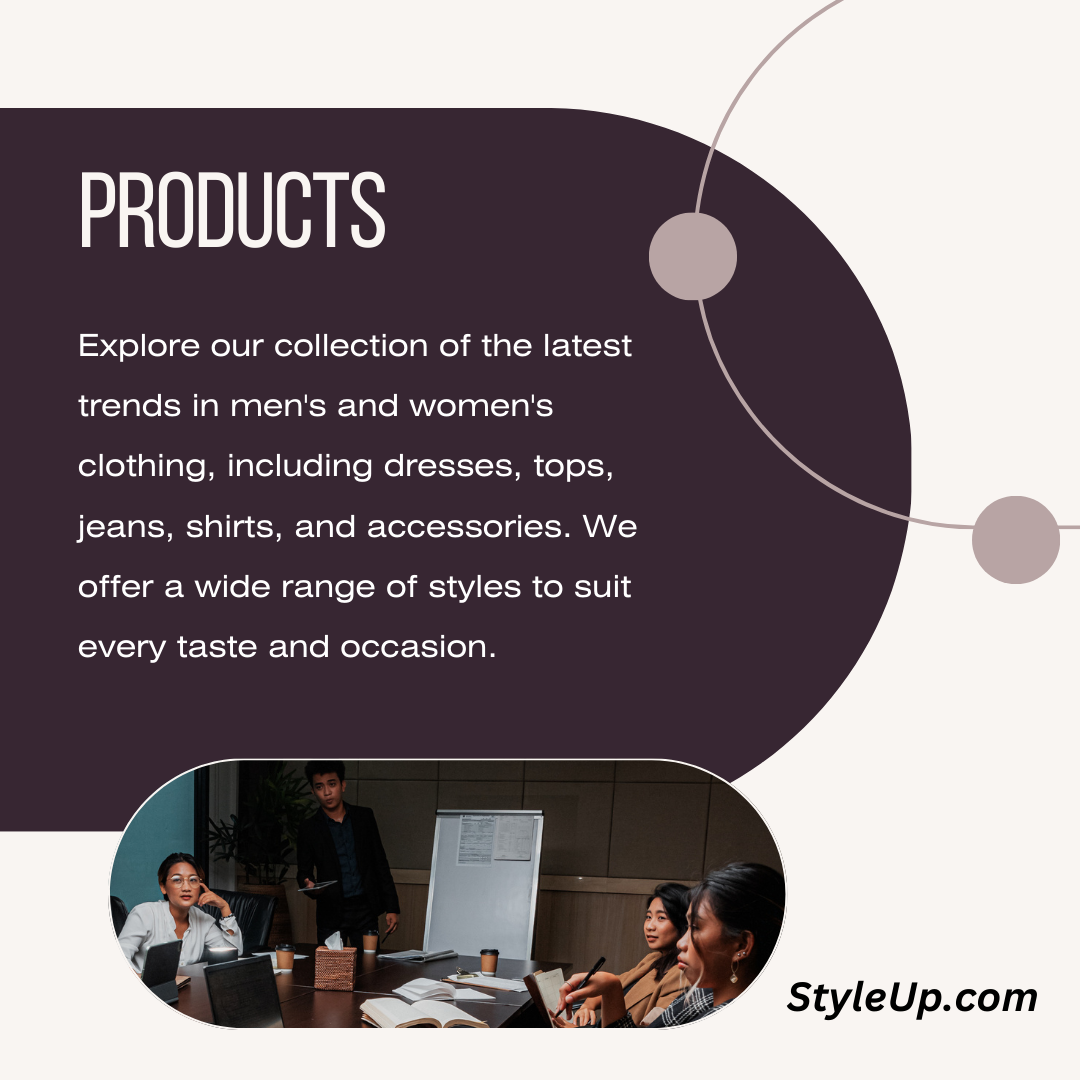 PRODUCTS
Explore our collection of the latest
trends in men's and women's
clothing, including dresses, tops,
jeans, shirts, and accessories. We
offer a wide range of styles to suit
every taste and occasion.
StyleUp.com